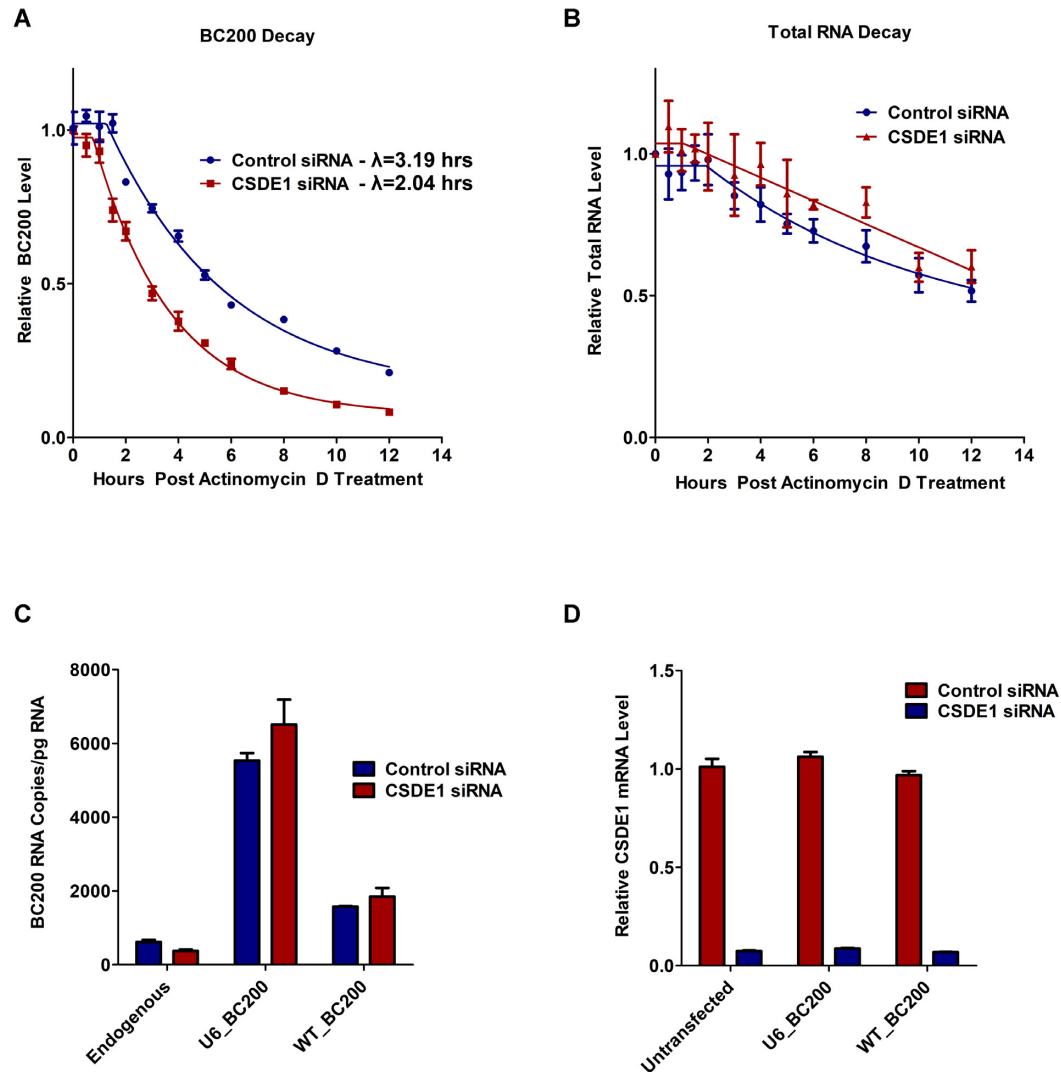 A
BC200 Decay
Relative BC200 Level
1.0
0.5
0.0
Control siRNA - λ=3.19 hrs
CSDE1 siRNA - λ=2.04 hrs
0 2 4 6 8 10 12 14
Hours Post Actinomycin D Treatment
B
Total RNA Decay
Relative Total RNA Level
1.0
0.5
0.0
Control siRNA
CSDE1 siRNA
0 2 4 6 8 10 12 14
Hours Post Actinomycin D Treatment
C
BC200 RNA Copies/pg RNA
8000
6000
4000
2000
0
Control siRNA
CSDE1 siRNA
Endogenous
U6_BC200
WT_BC200
D
Relative CSDE1 mRNA Level
1.5
1.0
0.5
0.0
Control siRNA
CSDE1 siRNA
Untransfected
U6_BC200
WT_BC200